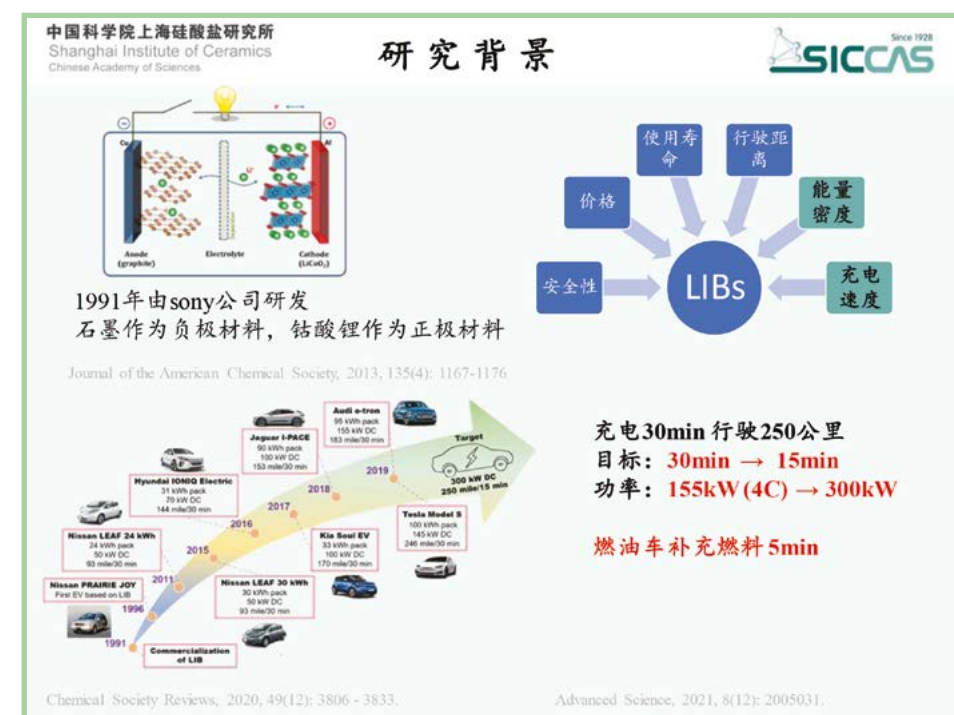 中国科学院上海硅酸盐研究所
Shanghai Institute of Ceramics
Chinese Academy of Sciences
研究背景
Since 1928
SICCAS
e-
Cu
Al
Li+
Anode
(graphite)
Electrolyte
Cathode
(LiCoO2)
1991年由sony公司研发
石墨作为负极材料，钴酸锂作为正极材料
Journal of the American Chemical Society, 2013, 135(4): 1167-1176
使用寿
命
行驶距
离
价格
能量
密度
安全性
LIBs
充电
速度
Audi e-tron
95 kWh pack
155 kW DC
183 mile/30 min
Jaguar I-PACE
90 kWh pack
100 kW DC
153 mile/30 min
Target
300 kW DC
250 mile/15 min
Hyundai IONIQ Electric
31 kWh pack
70 kW DC
144 mile/30 min
2019
2018
2017
2016
2015
2011
1996
1991
Tesla Model S
100 kWh pack
145 kW DC
246 mile/30 min
Nissan LEAF 24 kWh
24 kWh pack
50 kW DC
93 mile/30 min
Kia Soul EV
33 kWh pack
100 kW DC
170 mile/30 min
Nissan LEAF 30 kWh
30 kWh pack
50 kW DC
93 mile/30 min
Nissan PRAIRIE JOY
First EV based on LIB
Commercialization
of LIB
充电30min 行驶250公里
目标：30min → 15min
功率：155kW (4C) → 300kW
燃油车补充燃料 5min
Chemical Society Reviews, 2020, 49(12): 3806 - 3833.
Advanced Science, 2021, 8(12): 2005031.